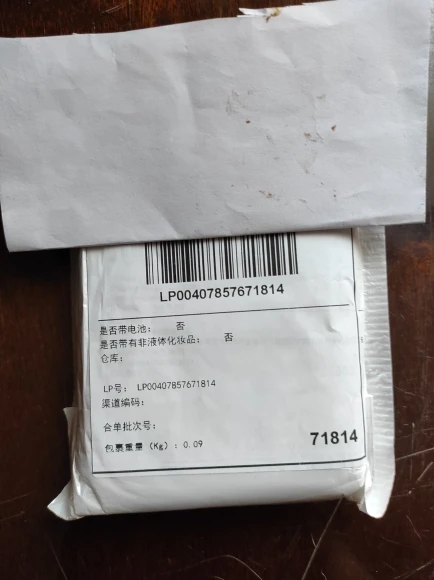 LP00407857671814
是否带电池： 否
是否带有非液体化妆品： 否
仓库：
LP号： LP00407857671814
渠道编码：
合单批次号：
包裹重量（Kg）：0.09
71814